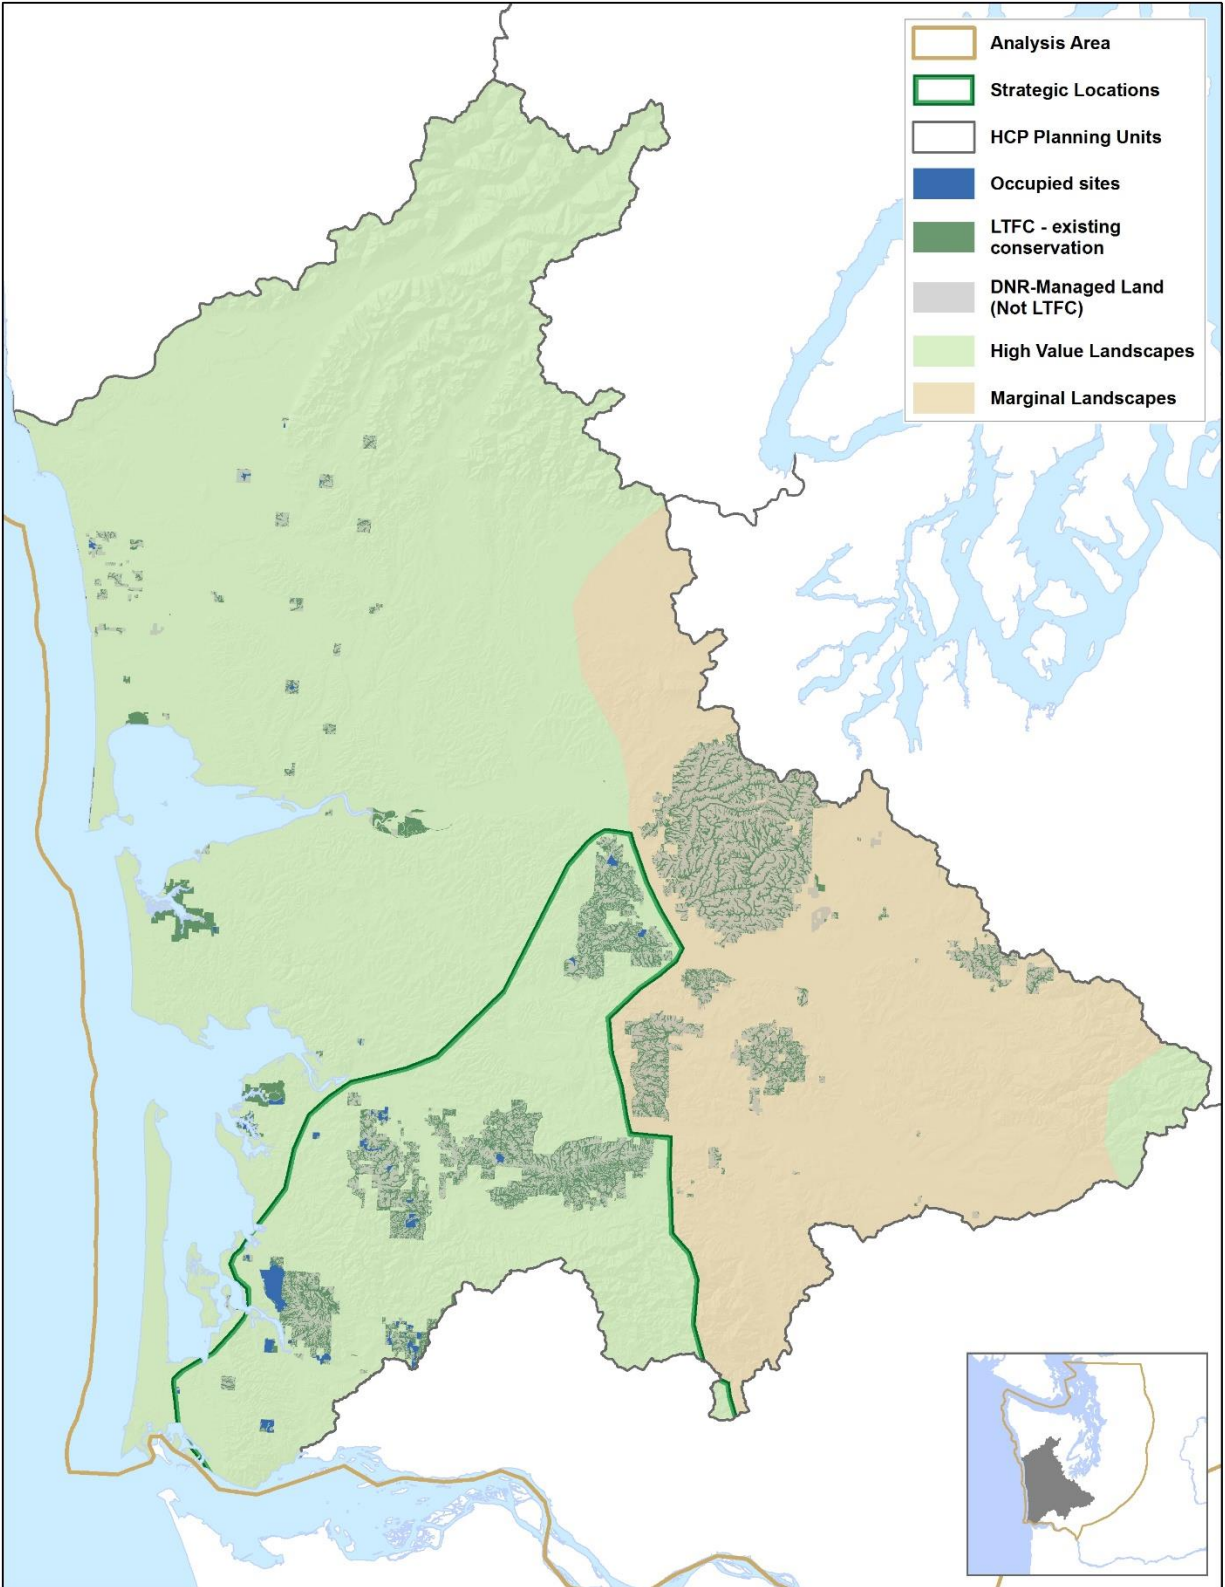 Analysis Area
Strategic Locations
HCP Planning Units
Occupied sites
LTFC - existing
conservation
DNR-Managed Land
(Not LTFC)
High Value Landscapes
Marginal Landscapes